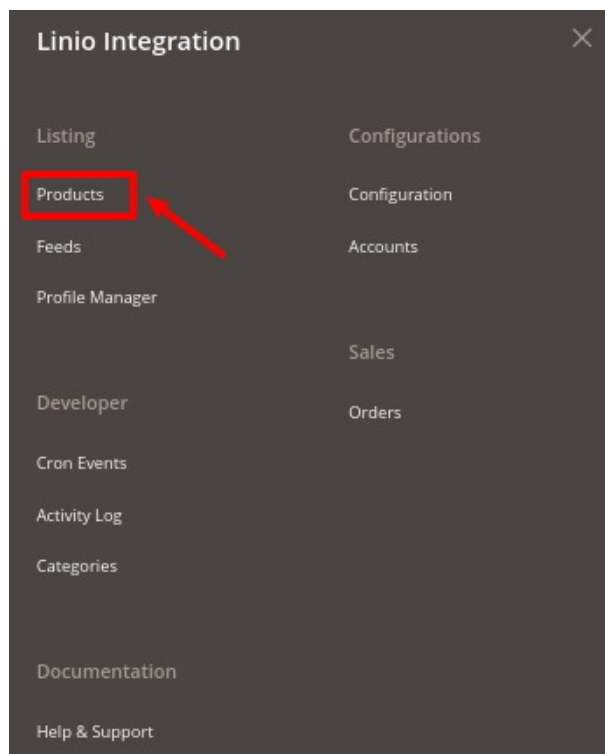 Linio Integration
Listing
Products
Feeds
Profile Manager
Developer
Cron Events
Activity Log
Categories
Documentation
Help & Support
Configurations
Configuration
Accounts
Sales
Orders